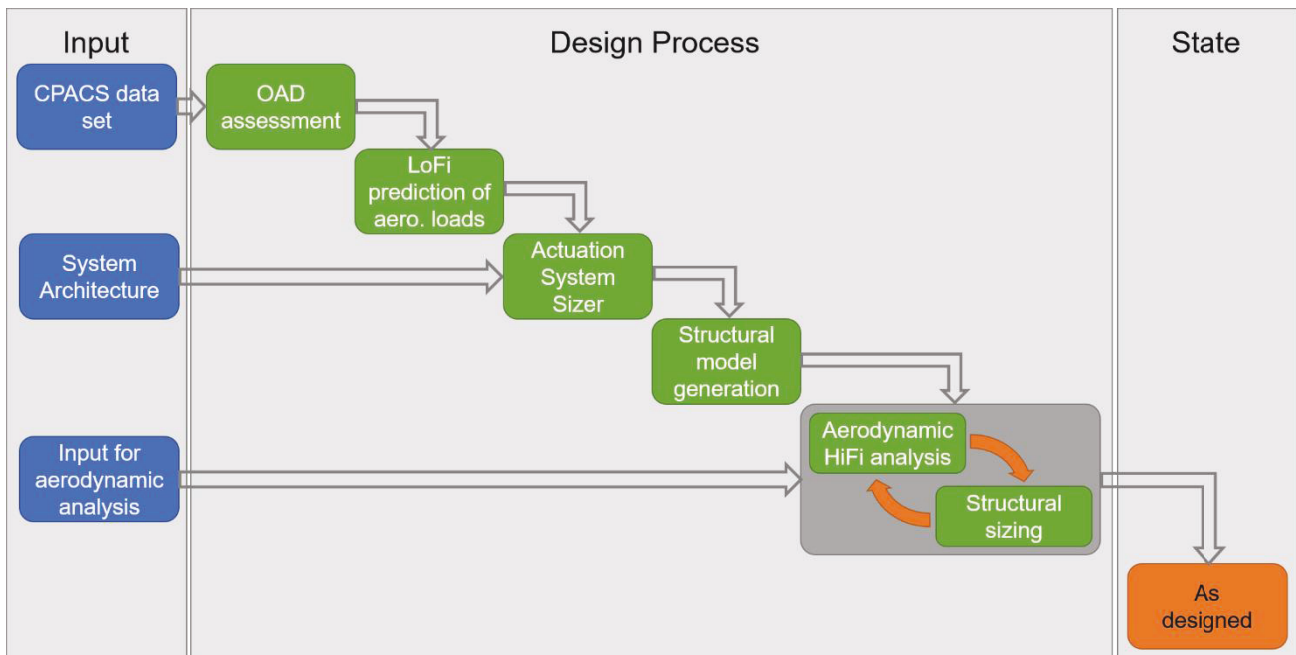 Input
Design Process
State
CPACS data
set
OAD
assessment
LoFi
prediction of
aero. loads
System
Architecture
Actuation
System
Sizer
Structural
model
generation
Input for
aerodynamic
analysis
Aerodynamic
HiFi analysis
Structural
sizing
As
designed